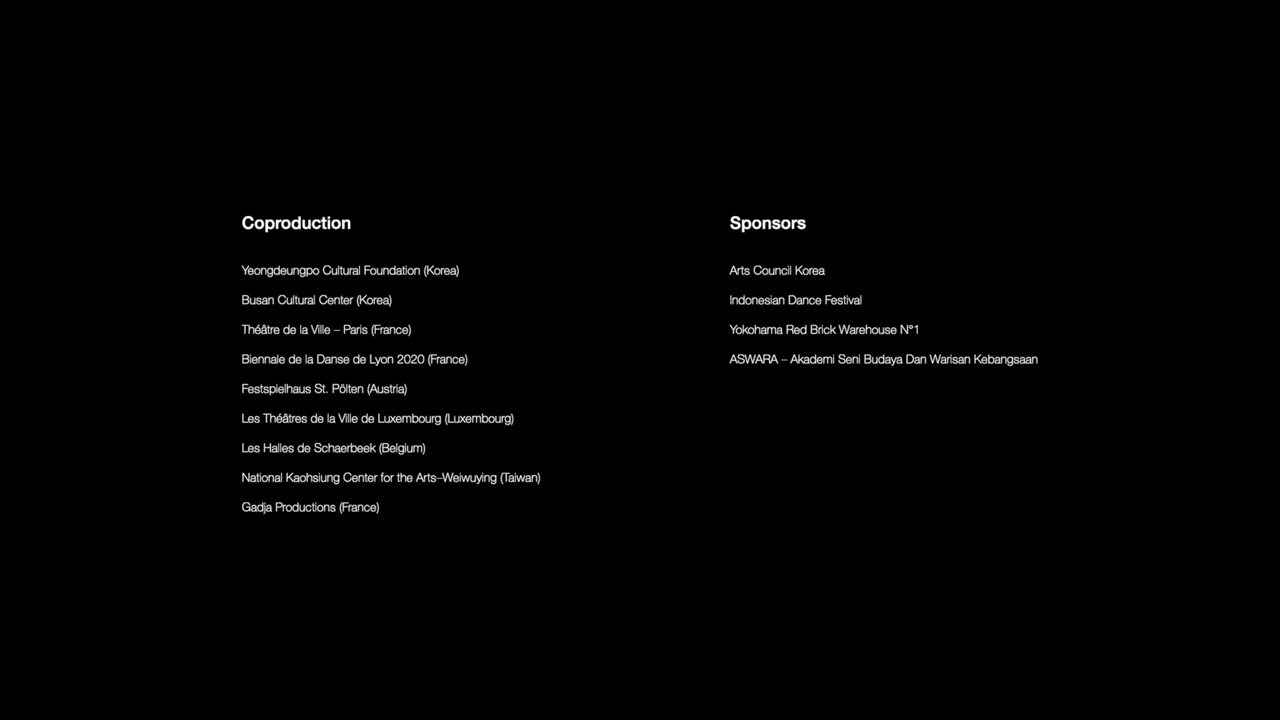 Coproduction
Yeongdeungpo Cultural Foundation (Korea)
Busan Cultural Center (Korea)
Théâtre de la Ville – Paris (France)
Biennale de la Danse de Lyon 2020 (France)
Festspielhaus St. Pölten (Austria)
Les Théâtres de la Ville de Luxembourg (Luxembourg)
Les Halles de Schaerbeek (Belgium)
National Kaohsiung Center for the Arts–Weiwuying (Taiwan)
Gadja Productions (France)
Sponsors
Arts Council Korea
Indonesian Dance Festival
Yokohama Red Brick Warehouse N°1
ASWARA – Akademi Seni Budaya Dan Warisan Kebangsaan